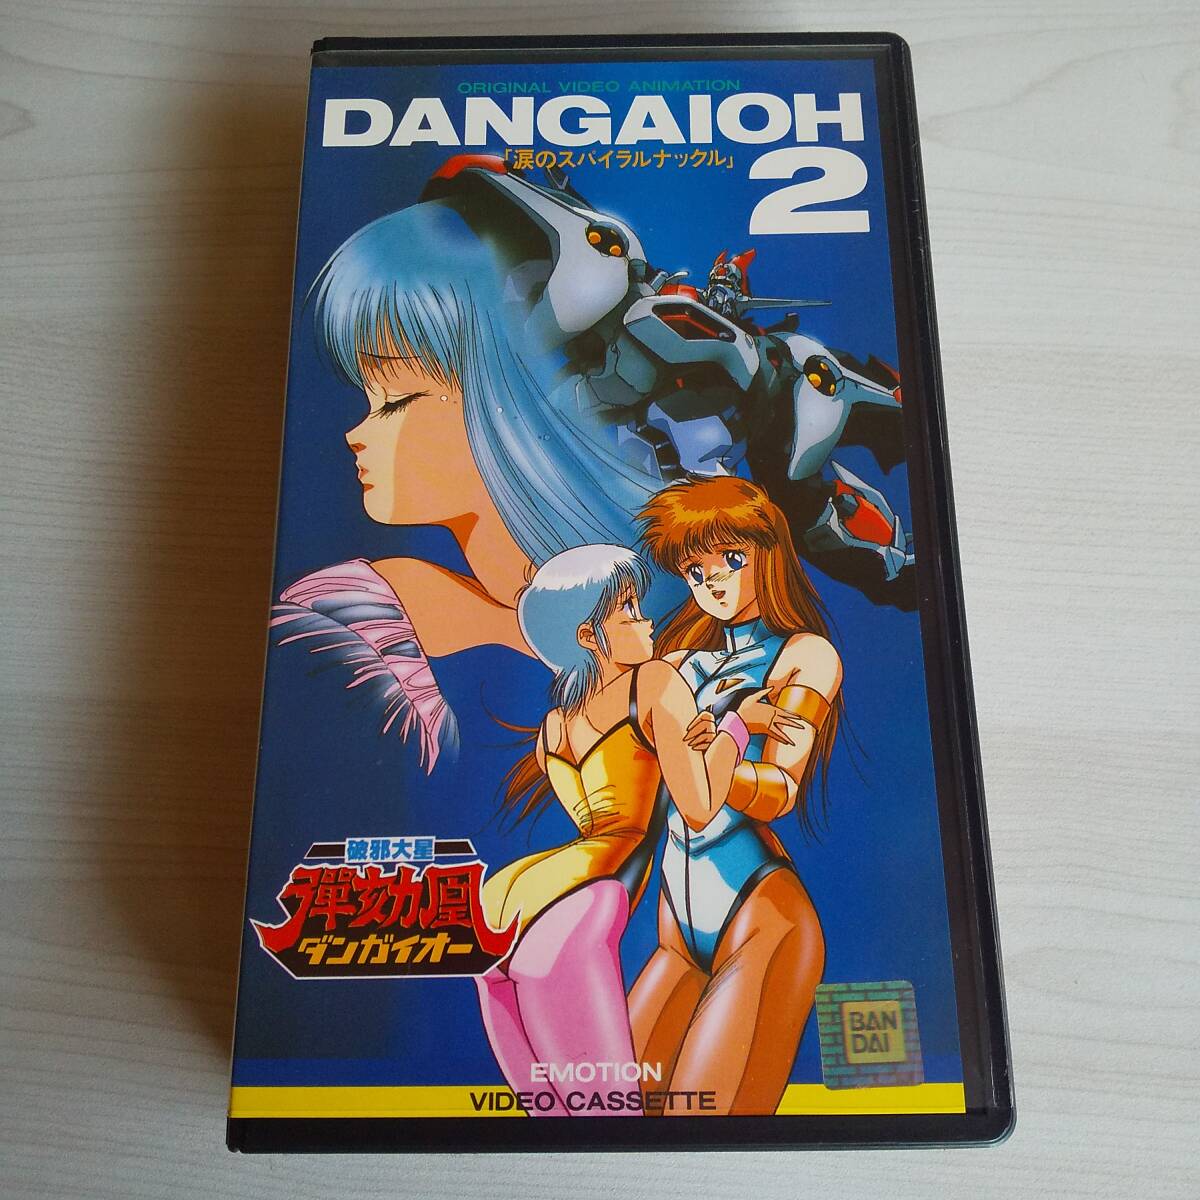 ORIGINAL VIDEO ANIMATION
DANGAIOH
「涙のスパイラルナックル」
2
破邪大星
彈劾凰
ダンガイオー
BAN
DAI
EMOTION
VIDEO CASSETTE